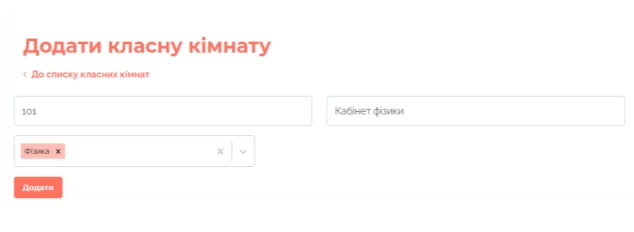 Додати класну кімнату
< До списку класних кімнат
101
Кабінет фізики
Фізика ×
Додати